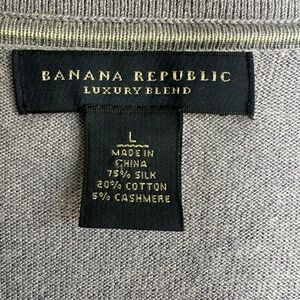 BANANA REPUBLIC
LUXURY BLEND
L
MADE IN
CHINA
75% SILK
20% COTTON
5% CASHMERE